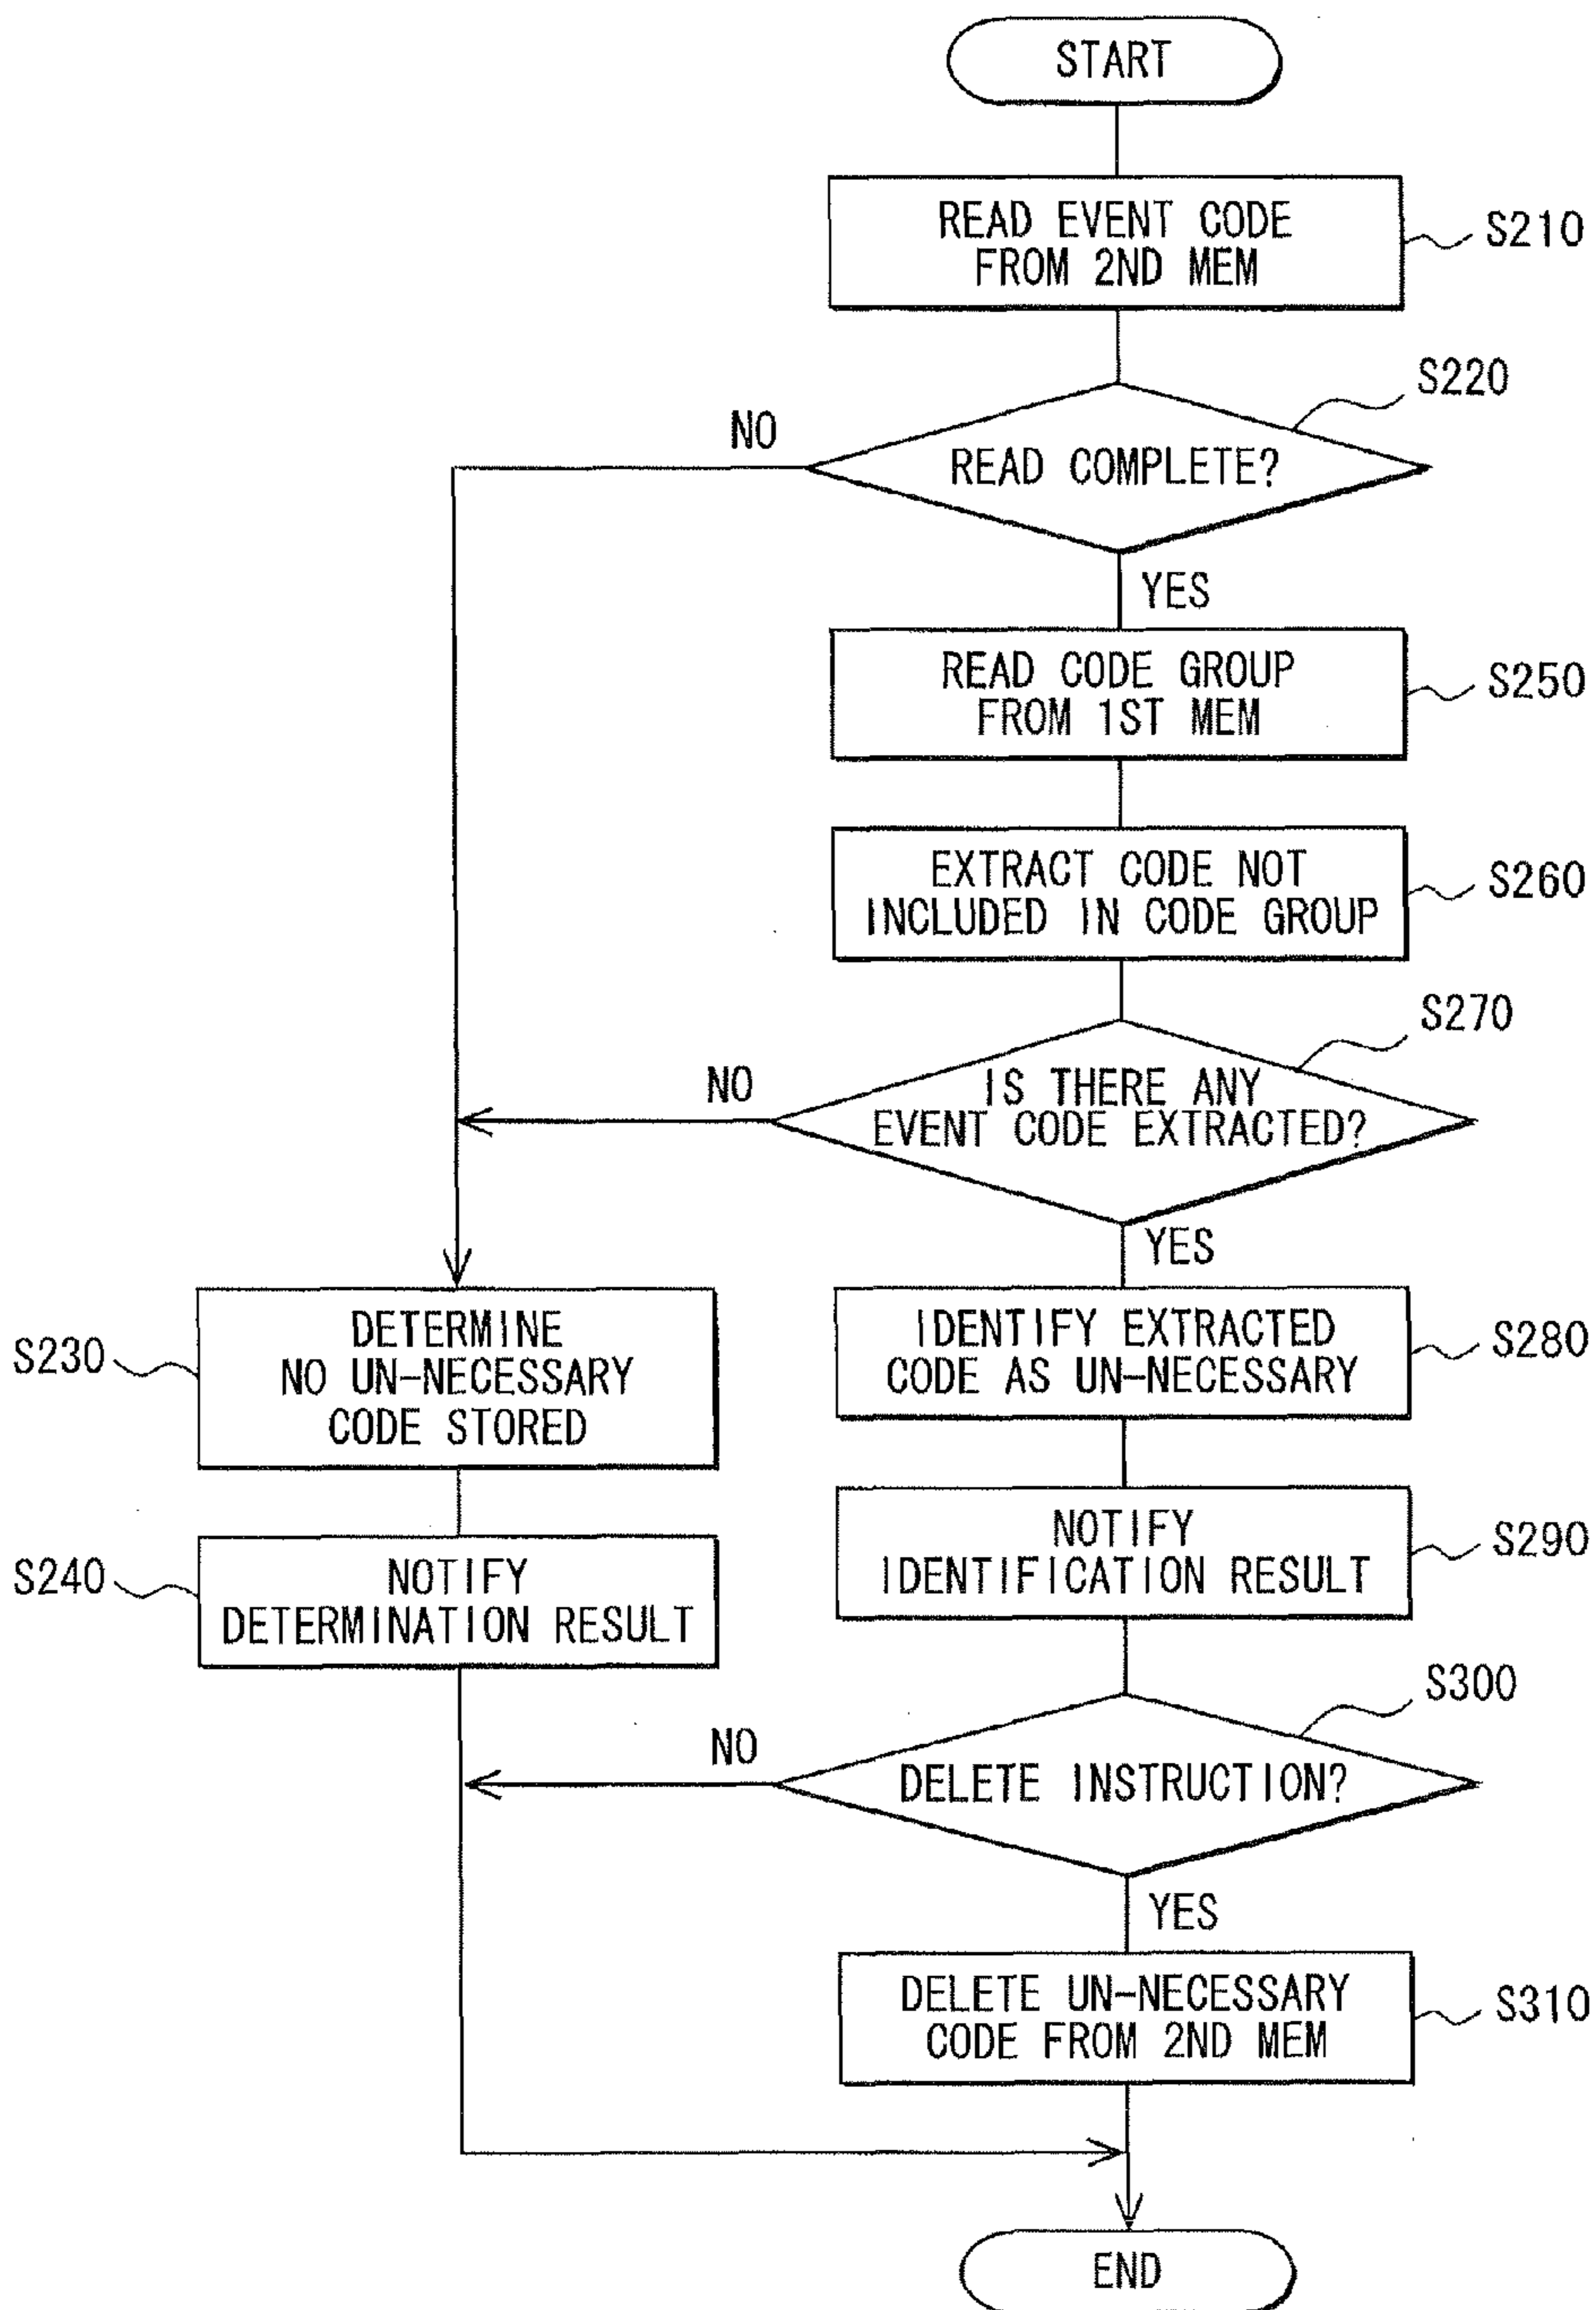 START
READ EVENT CODE
FROM 2ND MEM
S210
S220
NO
READ COMPLETE?
YES
READ CODE GROUP
FROM 1ST MEM
S250
EXTRACT CODE NOT
INCLUDED IN CODE GROUP
S260
S270
NO
IS THERE ANY
EVENT CODE EXTRACTED?
YES
S230
DETERMINE
NO UN-NECESSARY
CODE STORED
IDENTIFY EXTRACTED
CODE AS UN-NECESSARY
S280
S240
NOTIFY
DETERMINATION RESULT
NOTIFY
IDENTIFICATION RESULT
S290
S300
NO
DELETE INSTRUCTION?
YES
DELETE UN-NECESSARY
CODE FROM 2ND MEM
S310
END